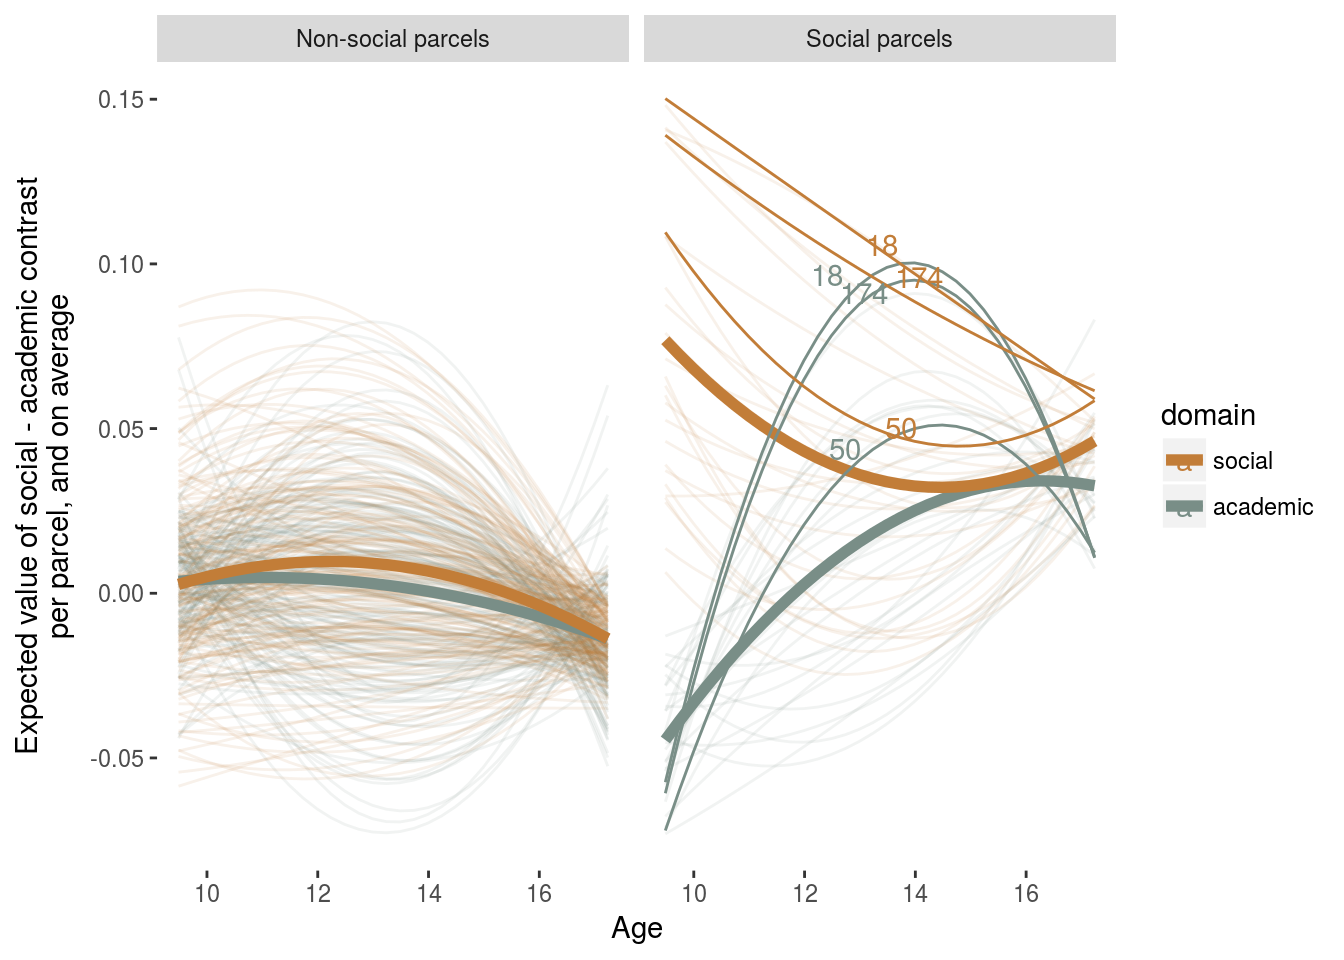 Non-social parcels
Social parcels
Expected value of social - academic contrast
per parcel, and on average
0.15
0.10
0.05
0.00
-0.05
18
174
18
174
50
50
10
12
14
16
10
12
14
16
Age
domain
a
social
a
academic